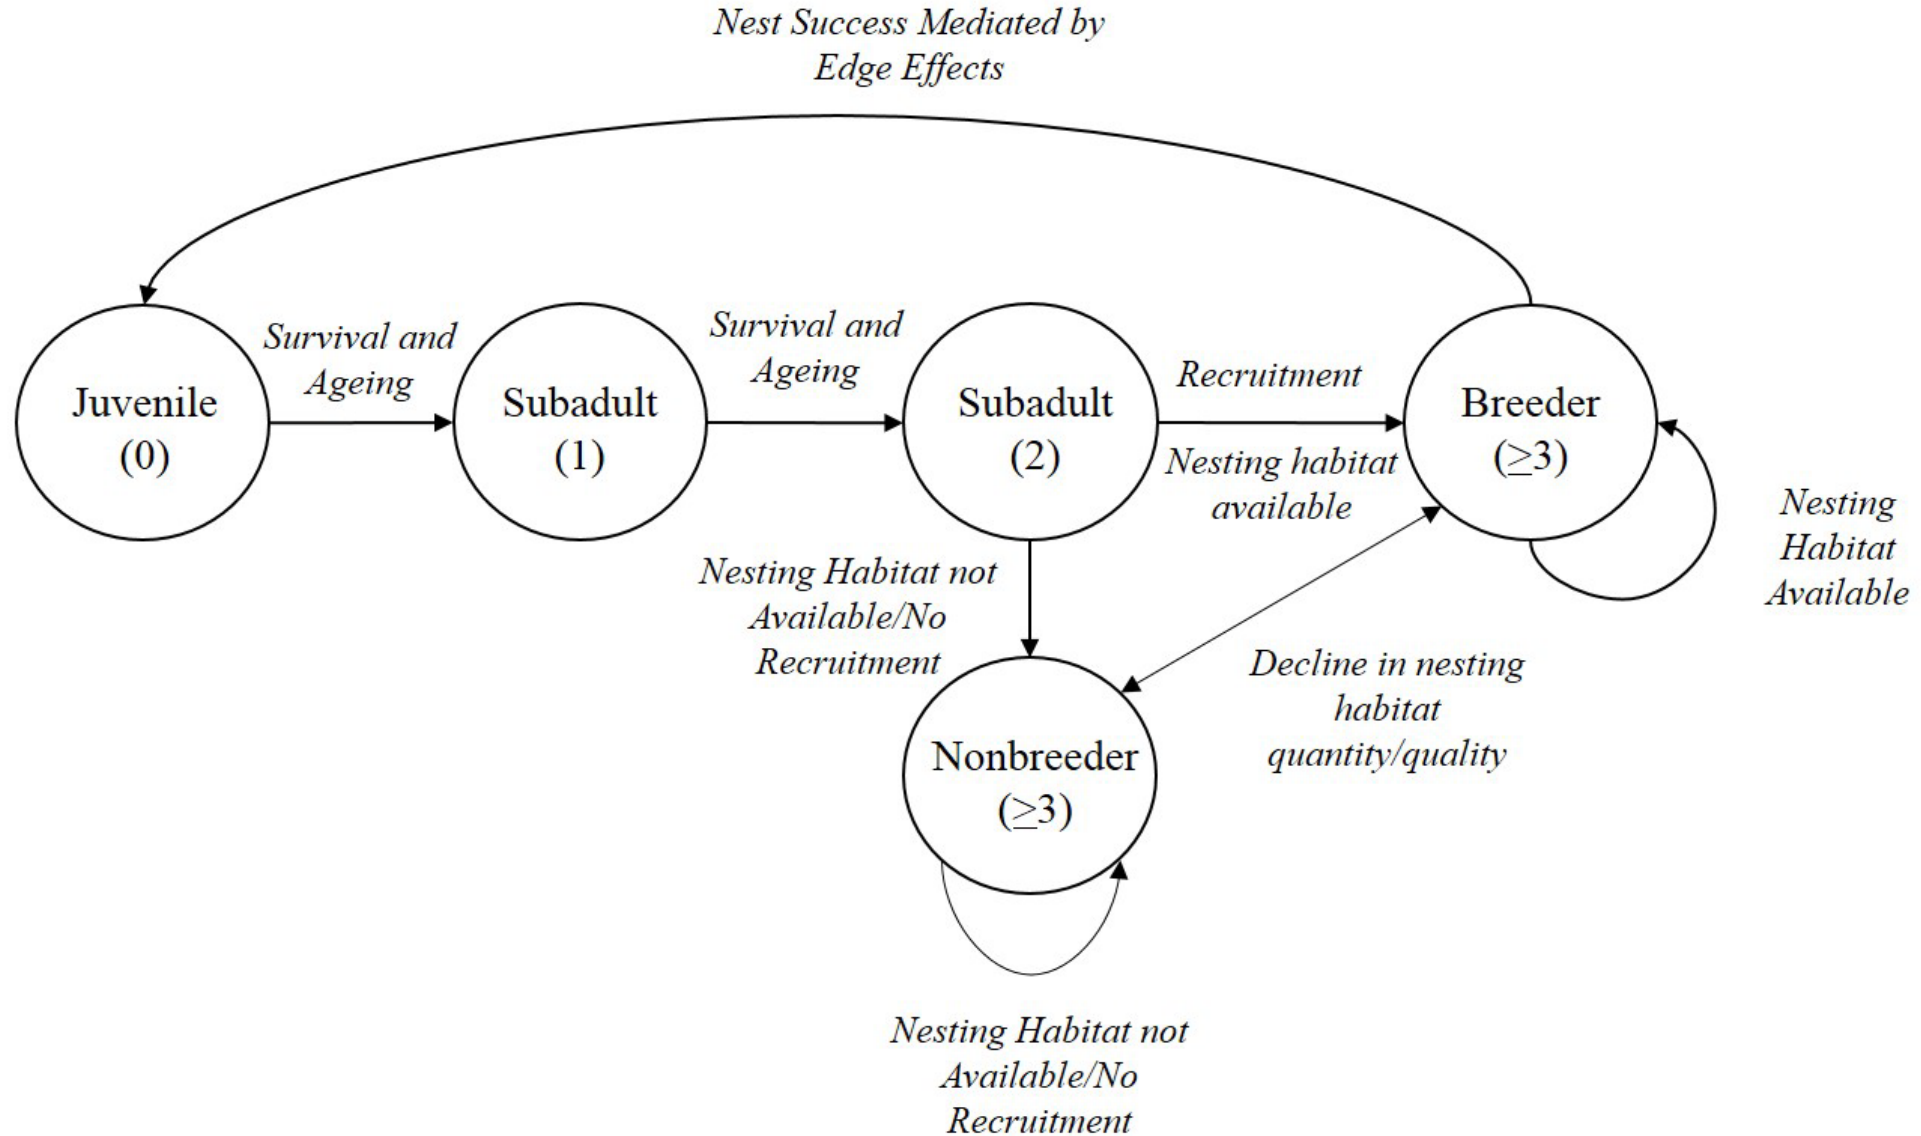 Nest Success Mediated by
Edge Effects
Survival and
Ageing
Survival and
Ageing
Recruitment
Juvenile
(0)
Subadult
(1)
Subadult
(2)
Breeder
(≥3)
Nesting habitat
available
Nesting
Habitat
Available
Nesting Habitat not
Available/No
Recruitment
Decline in nesting
habitat
quantity/quality
Nonbreeder
(≥3)
Nesting Habitat not
Available/No
Recruitment